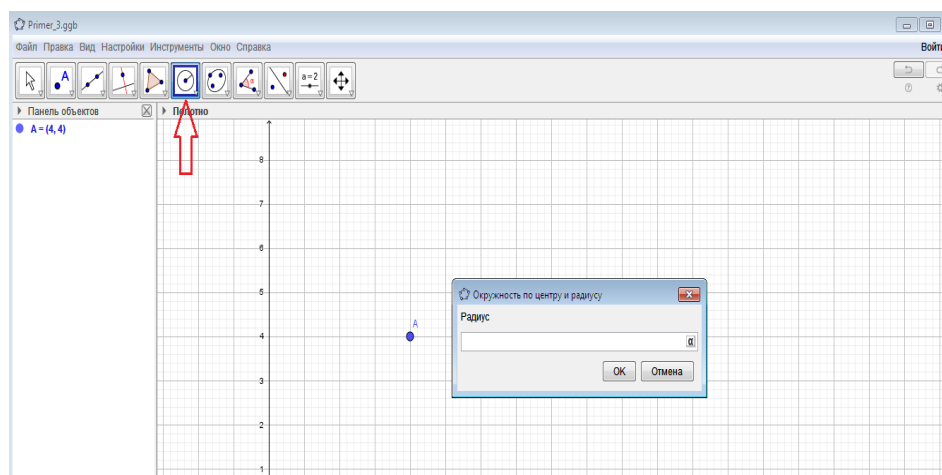 Primer_3.ggb
Файл Правка Вид Настройки Инструменты Окно Справка
A
α
a=2
Панель объектов
Полотно
A = (4, 4)
8
7
6
5
Окружность по центру и радиусу
Радиус
A
4
α
OK Отмена
3
2
1